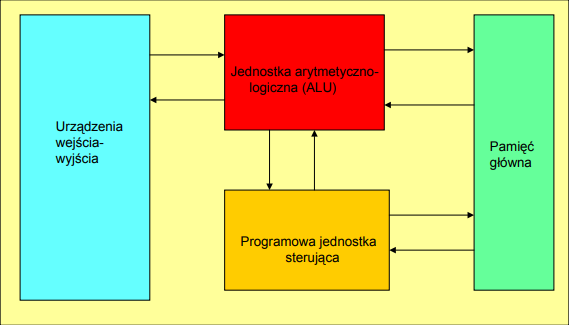 Urządzenia
wejścia-
wyjścia
Jednostka arytmetyczno-
logiczna (ALU)
Programowa jednostka
sterująca
Pamięć
główna